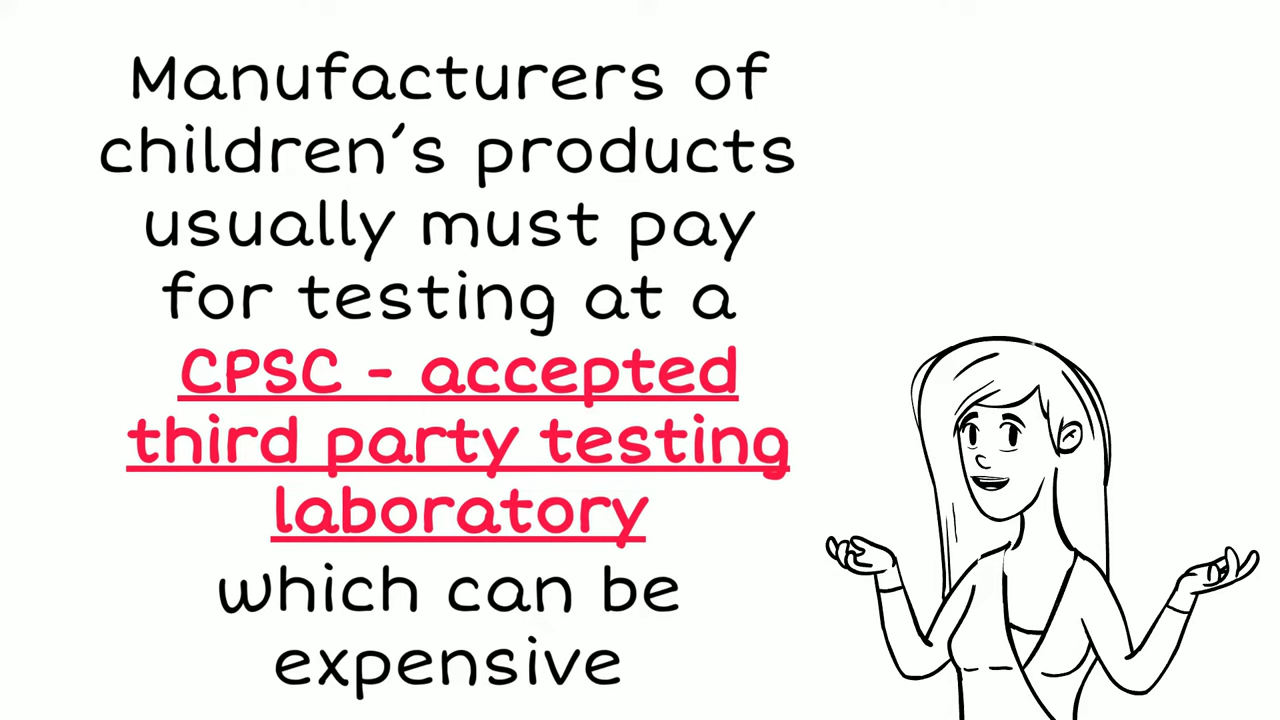 Manufacturers of
children's products
usually must pay
for testing at a
CPSC - accepted
third party testing
laboratory
which can be
expensive